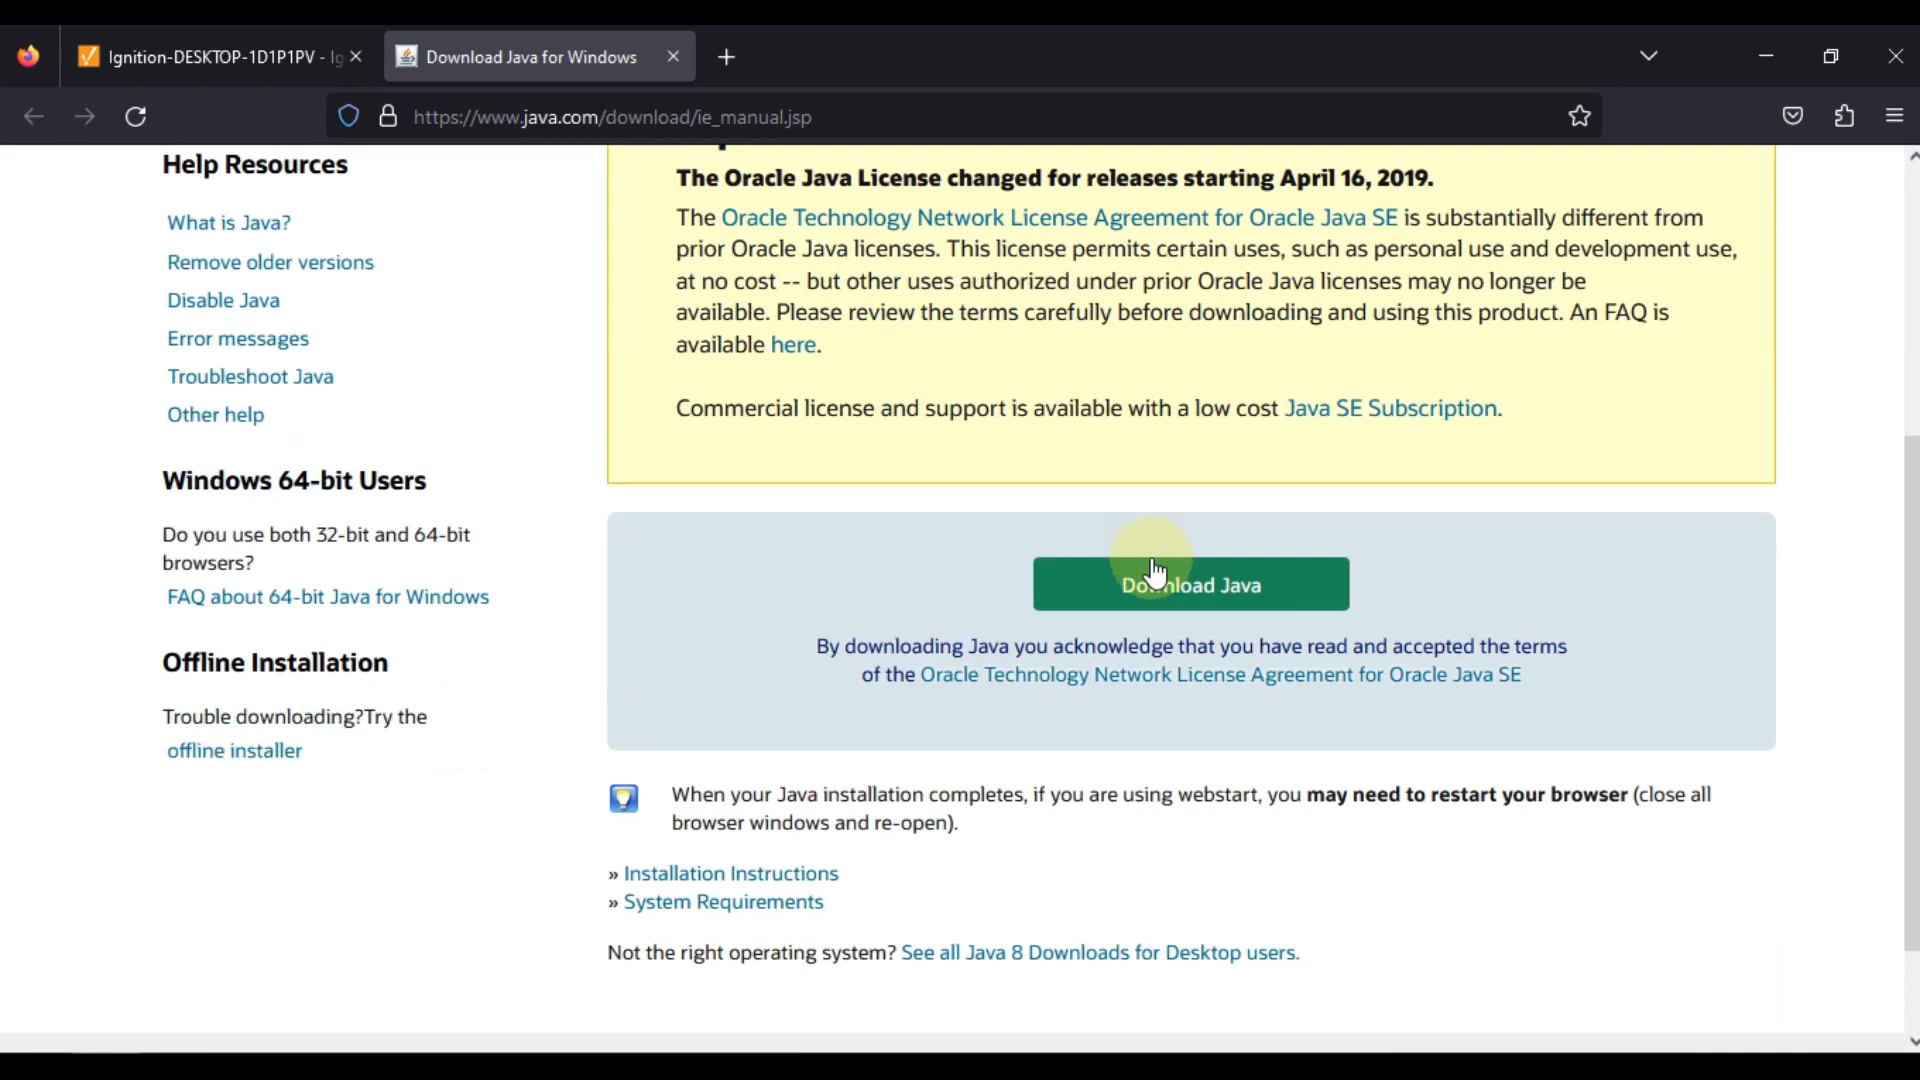 Ignition-DESKTOP-1D1P1PV - Ig
Download Java for Windows
https://www.java.com/download/ie_manual.jsp
Help Resources
What is Java?
Remove older versions
Disable Java
Error messages
Troubleshoot Java
Other help
Windows 64-bit Users
Do you use both 32-bit and 64-bit
browsers?
FAQ about 64-bit Java for Windows
Offline Installation
Trouble downloading?Try the
offline installer
The Oracle Java License changed for releases starting April 16, 2019.
The Oracle Technology Network License Agreement for Oracle Java SE is substantially different from
prior Oracle Java licenses. This license permits certain uses, such as personal use and development use,
at no cost -- but other uses authorized under prior Oracle Java licenses may no longer be
available. Please review the terms carefully before downloading and using this product. An FAQ is
available here.
Commercial license and support is available with a low cost Java SE Subscription.
Download Java
By downloading Java you acknowledge that you have read and accepted the terms
of the Oracle Technology Network License Agreement for Oracle Java SE
When your Java installation completes, if you are using webstart, you may need to restart your browser (close all
browser windows and re-open).
» Installation Instructions
» System Requirements
Not the right operating system? See all Java 8 Downloads for Desktop users.